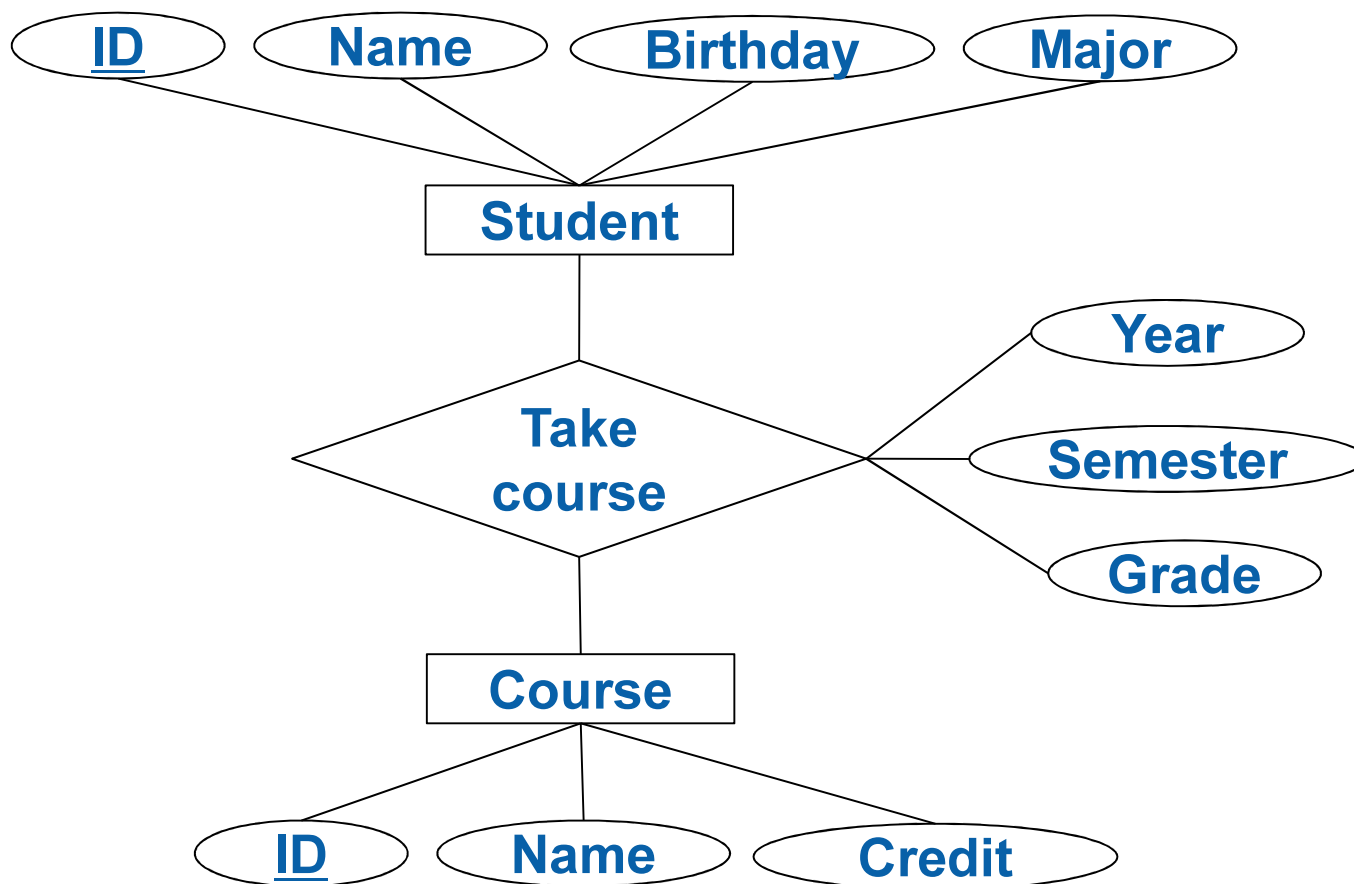 ID
Name
Birthday
Major
Student
Year
Take
course
Semester
Grade
Course
ID
Name
Credit